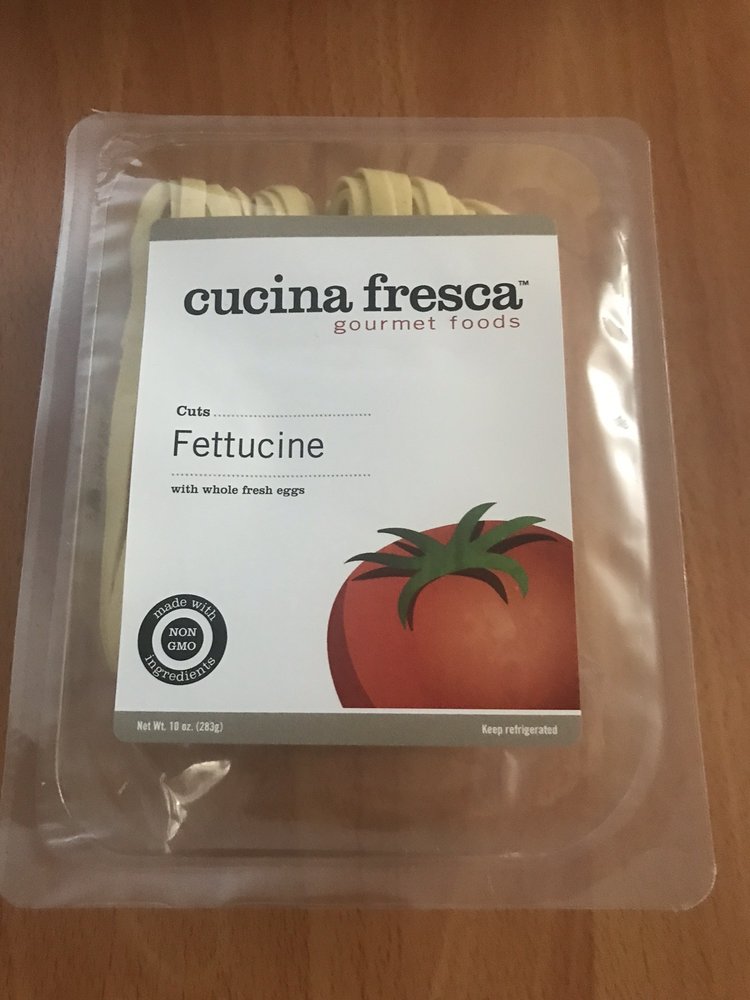 cucina fresca™
gourmet foods
Cuts
Fettucine
with whole fresh eggs
made with
NON
GMO
ingredients
Net Wt. 10 oz. (283g)
Keep refrigerated